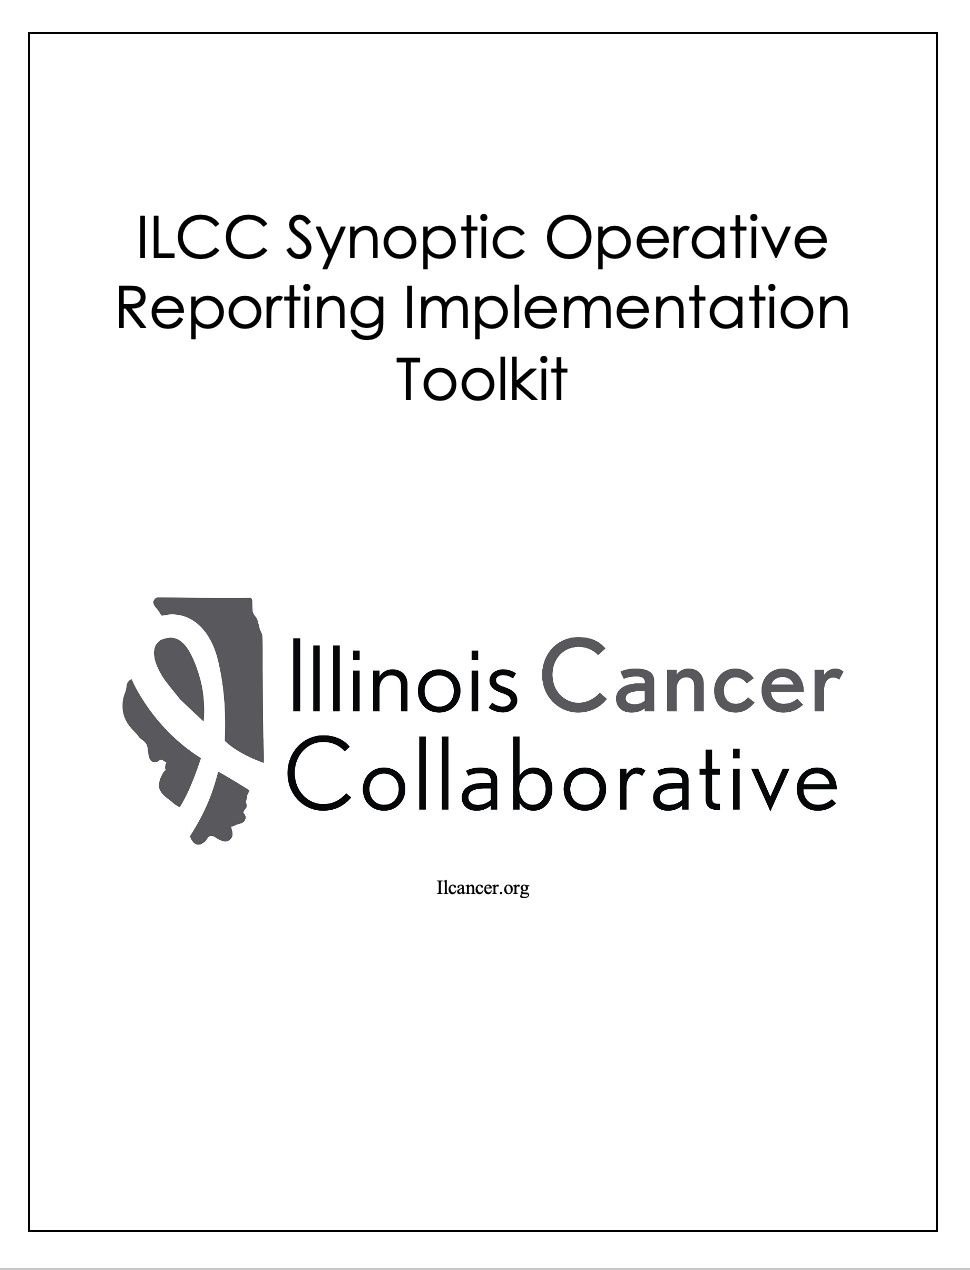 ILCC Synoptic Operative
Reporting Implementation
Toolkit
Illinois Cancer
Collaborative
Ilcancer.org